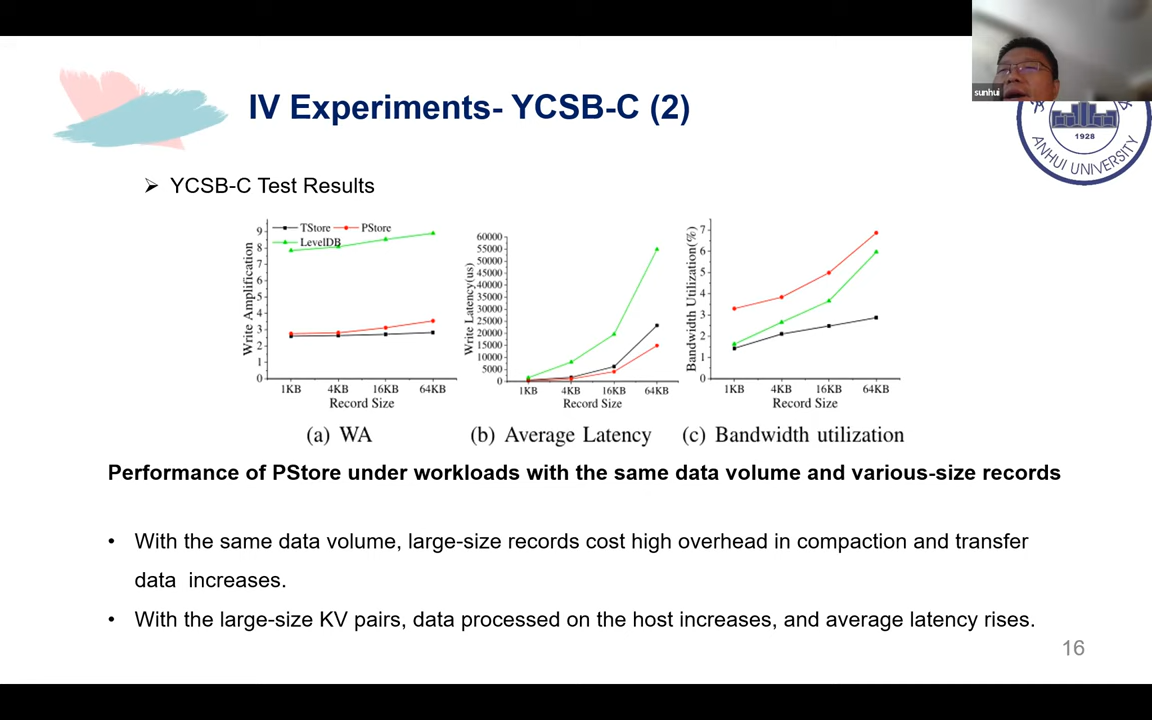 sunhui
IV Experiments- YCSB-C (2)
1928
ANHUI UNIVERSITY
➢ YCSB-C Test Results
TStore PStore
LevelDB
Write Amplification
9
8
7
6
5
4
3
2
1
0
1KB 4KB 16KB 64KB
Record Size
(a) WA
Write Latency(us)
60000
55000
50000
45000
40000
35000
30000
25000
20000
15000
10000
5000
0
1KB 4KB 16KB 64KB
Record Size
(b) Average Latency
Bandwidth Utilization(%)
7
6
5
4
3
2
1
0
1KB 4KB 16KB 64KB
Record Size
(c) Bandwidth utilization
Performance of PStore under workloads with the same data volume and various-size records
• With the same data volume, large-size records cost high overhead in compaction and transfer
data increases.
• With the large-size KV pairs, data processed on the host increases, and average latency rises.
16